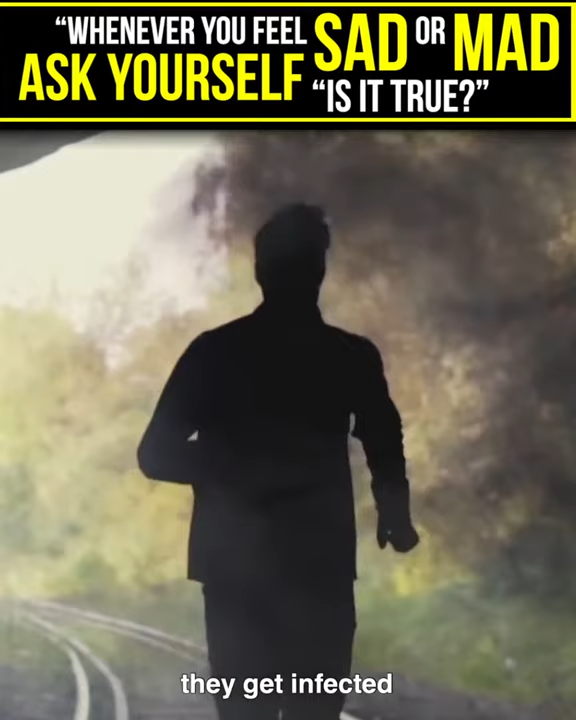 “WHENEVER YOU FEEL SAD OR MAD
ASK YOURSELF “IS IT TRUE?”
they get infected